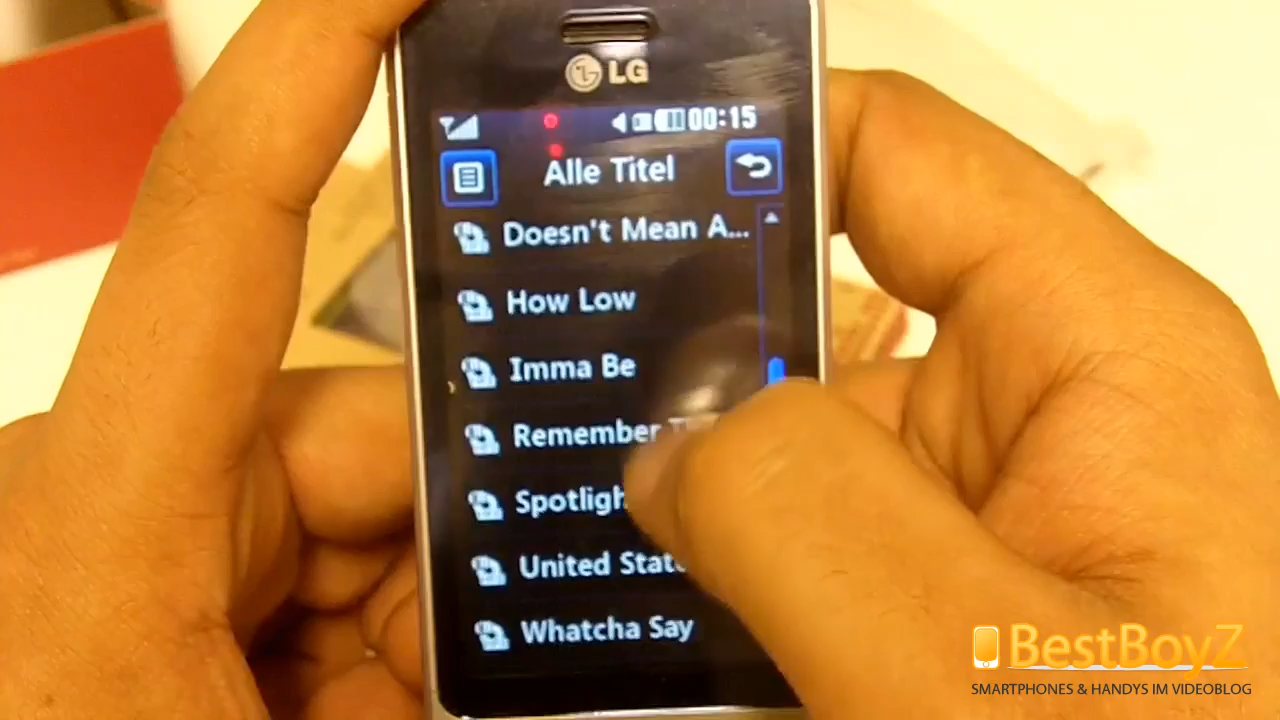 LG
00:15
Alle Titel
Doesn't Mean A...
How Low
Imma Be
Remember
Spotligh
United Stat
Whatcha Say
BestBoyZ
SMARTPHONES & HANDYS IM VIDEOBLOG